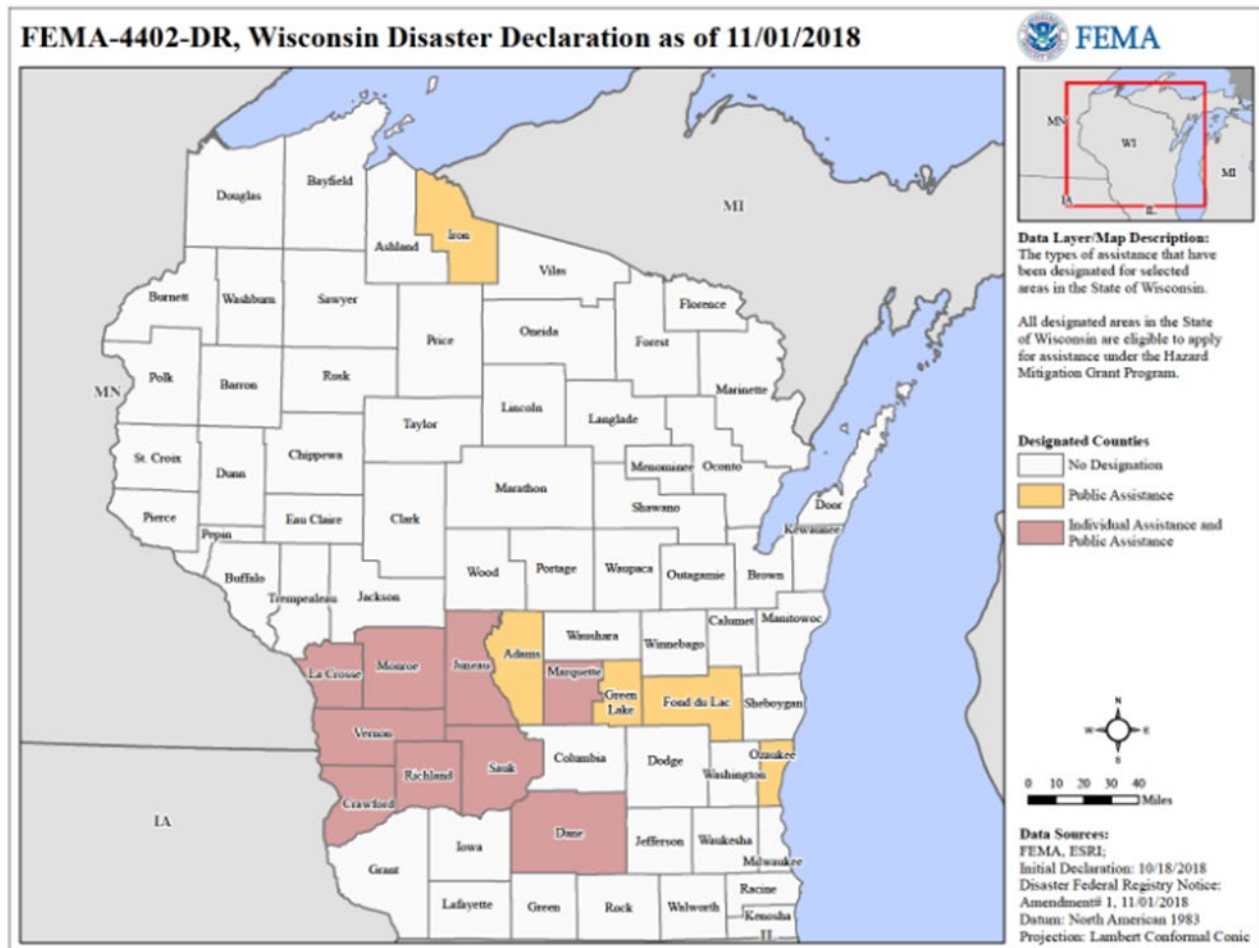 FEMA-4402-DR, Wisconsin Disaster Declaration as of 11/01/2018
FEMA
MN
WI
MI
IA
IL
Data Layer/Map Description:
The types of assistance that have
been designated for selected
areas in the State of Wisconsin.
All designated areas in the State
of Wisconsin are eligible to apply
for assistance under the Hazard
Mitigation Grant Program.
Designated Counties
No Designation
Public Assistance
Individual Assistance and
Public Assistance
N
W
E
S
0 10 20 30 40
Miles
Data Sources:
FEMA, ESRI;
Initial Declaration: 10/18/2018
Disaster Federal Registry Notice:
Amendment# 1, 11/01/2018
Datum: North American 1983
Projection: Lambert Conformal Conic
Douglas
Bayfield
Ashland
Iron
MI
Vilas
Burnett
Washburn
Sawyer
Price
Oneida
Forest
Florence
MN
Polk
Barron
Rusk
Taylor
Lincoln
Langlade
Marinette
St. Croix
Dunn
Chippewa
Clark
Marathon
Menominee
Oconto
Shawano
Door
Pierce
Pepin
Eau Claire
Kewaunee
Buffalo
Trempealeau
Jackson
Wood
Portage
Waupaca
Outagamie
Brown
La Crosse
Monroe
Juneau
Adams
Waushara
Winnebago
Calumet
Manitowoc
Marquette
Green
Lake
Fond du Lac
Sheboygan
Vernon
Richland
Sauk
Columbia
Dodge
Washington
Ozaukee
IA
Crawford
Grant
Iowa
Dane
Jefferson
Waukesha
Milwaukee
Lafayette
Green
Rock
Walworth
Racine
Kenosha
IL